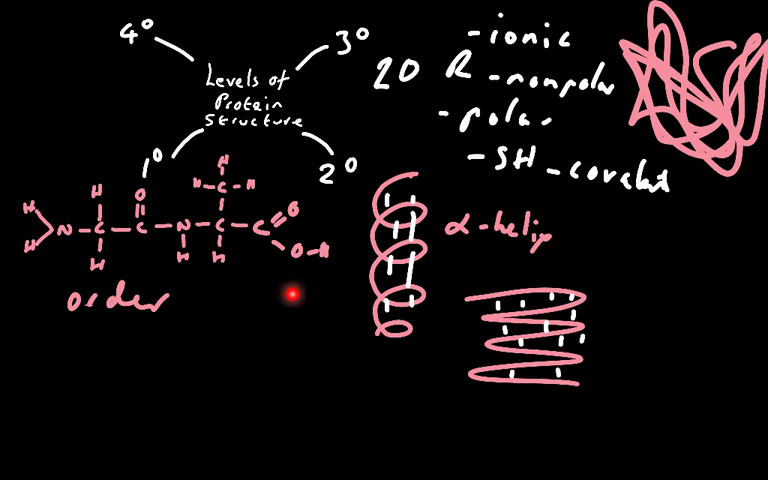 4°
3°
Levels of
Protein
Structure
1°
2°
20 R
-ionic
-nonpolar
-polar
-SH -covalent
H
H
N
H
C
H
O
C
N
H
H
H-C-H
C
H
C
O
O-H
order
α-helix